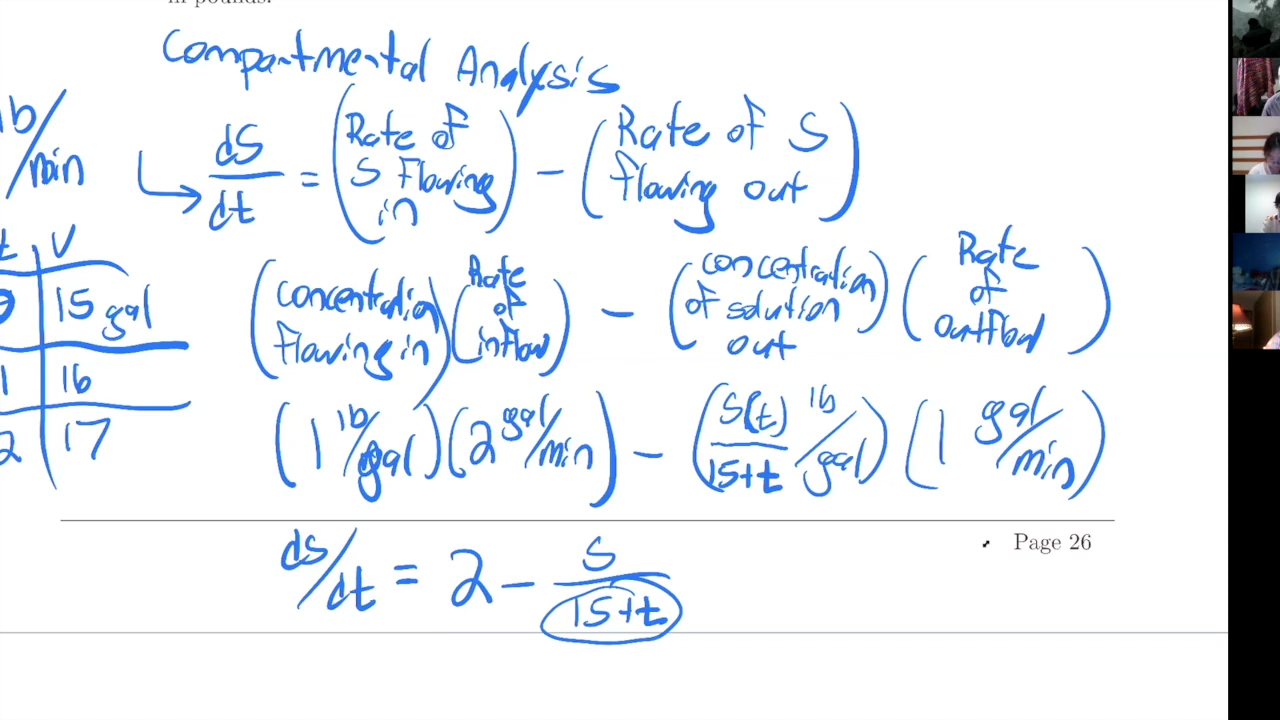 in pounds.
Compartmental Analysis
lb/min
dS/dt = (Rate of S Flowing in) - (Rate of S flowing out)
t | V
0 | 15 gal
1 | 16
2 | 17
(concentration flowing in)(Rate of inflow) - (concentration of solution out)(Rate of outflow)
(1 lb/gal)(2 gal/min) - (S(t)/15+t lb/gal)(1 gal/min)
Page 26
dS/dt = 2 - S/15+t